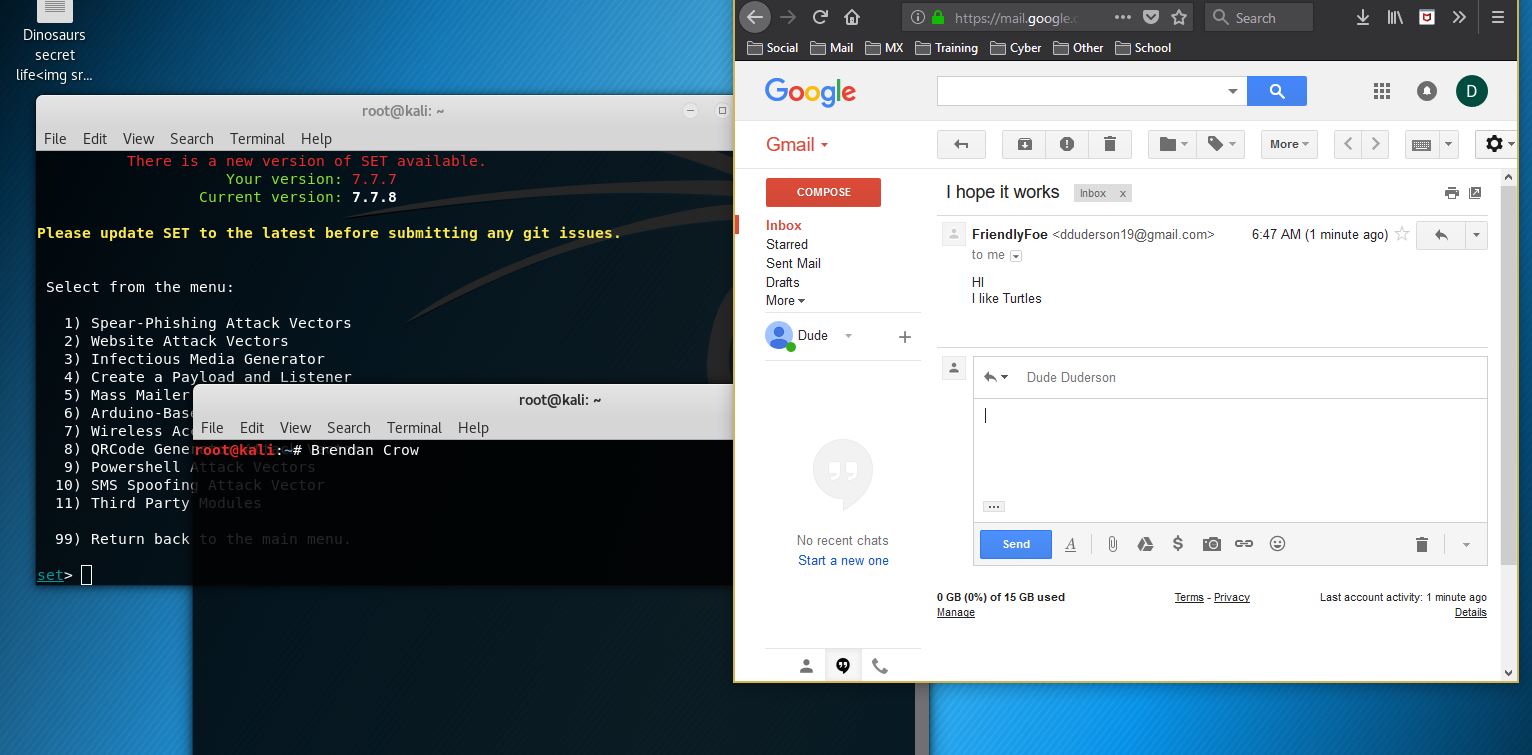 Dinosaurs
secret
life<img sr...
root@kali: ~
File Edit View Search Terminal Help
There is a new version of SET available.
Your version: 7.7.7
Current version: 7.7.8
Please update SET to the latest before submitting any git issues.
Select from the menu:
1) Spear-Phishing Attack Vectors
2) Website Attack Vectors
3) Infectious Media Generator
4) Create a Payload and Listener
5) Mass Mailer
6) Arduino-Bas
7) Wireless Ac
8) QRCode Gene
9) Powershell Attack Vectors
10) SMS Spoofing Attack Vector
11) Third Party Modules
99) Return back to the main menu.
set>
root@kali: ~
File Edit View Search Terminal Help
root@kali:~# Brendan Crow
https://mail.google.c
Search
Social Mail MX Training Cyber Other School
Google
D
Gmail
More
COMPOSE
Inbox
Starred
Sent Mail
Drafts
More
Dude
No recent chats
Start a new one
I hope it works Inbox x
FriendlyFoe <dduderson19@gmail.com> 6:47 AM (1 minute ago)
to me
HI
I like Turtles
Dude Duderson
Send A
0 GB (0%) of 15 GB used
Manage
Terms - Privacy
Last account activity: 1 minute ago
Details